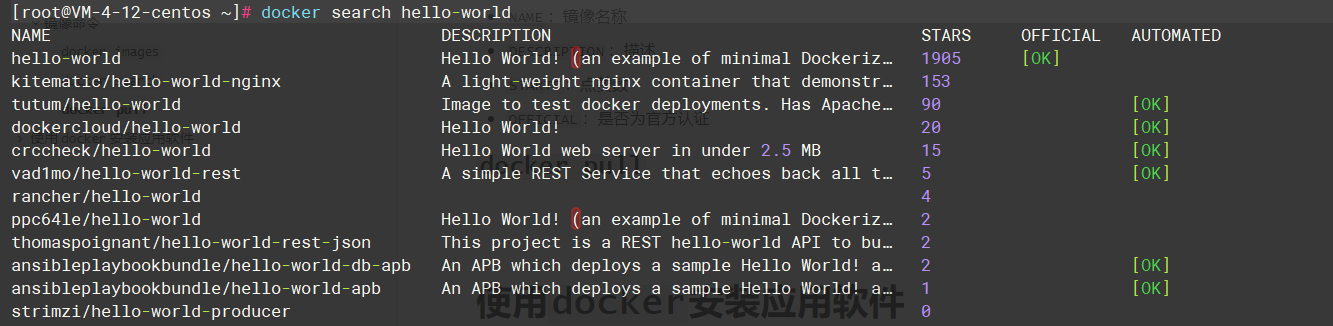 [root@VM-4-12-centos ~]# docker search hello-world
NAME DESCRIPTION STARS OFFICIAL AUTOMATED
hello-world Hello World! (an example of minimal Dockeriz… 1905 [OK]
kitematic/hello-world-nginx A light-weight nginx container that demonstr… 153
tutum/hello-world Image to test docker deployments. Has Apache… 90 [OK]
dockercloud/hello-world Hello World! 20 [OK]
crccheck/hello-world Hello World web server in under 2.5 MB 15 [OK]
vad1mo/hello-world-rest A simple REST Service that echoes back all t… 5 [OK]
rancher/hello-world 4
ppc64le/hello-world Hello World! (an example of minimal Dockeriz… 2
thomaspoignant/hello-world-rest-json This project is a REST hello-world API to bu… 2
ansibleplaybookbundle/hello-world-db-apb An APB which deploys a sample Hello World! a… 2 [OK]
ansibleplaybookbundle/hello-world-apb An APB which deploys a sample Hello World! a… 1 [OK]
strimzi/hello-world-producer 0
NAME： 镜像名称
OFFICIAL： 是否为官方认证
docker pull
使用docker安装应用软件